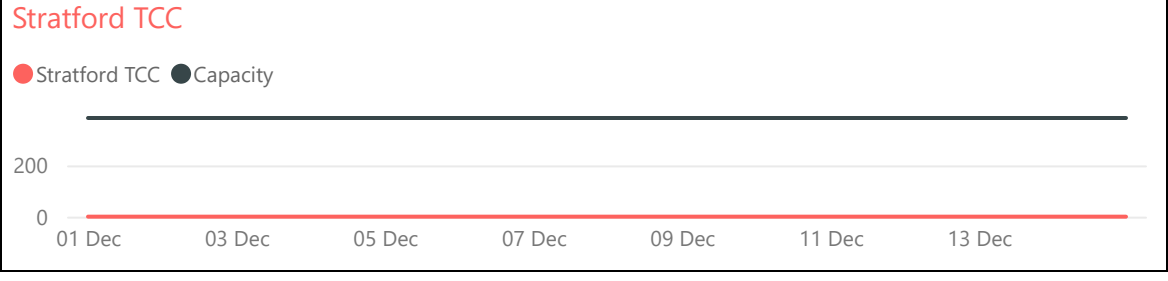 Stratford TCC
Stratford TCC Capacity
200
0
01 Dec 03 Dec 05 Dec 07 Dec 09 Dec 11 Dec 13 Dec